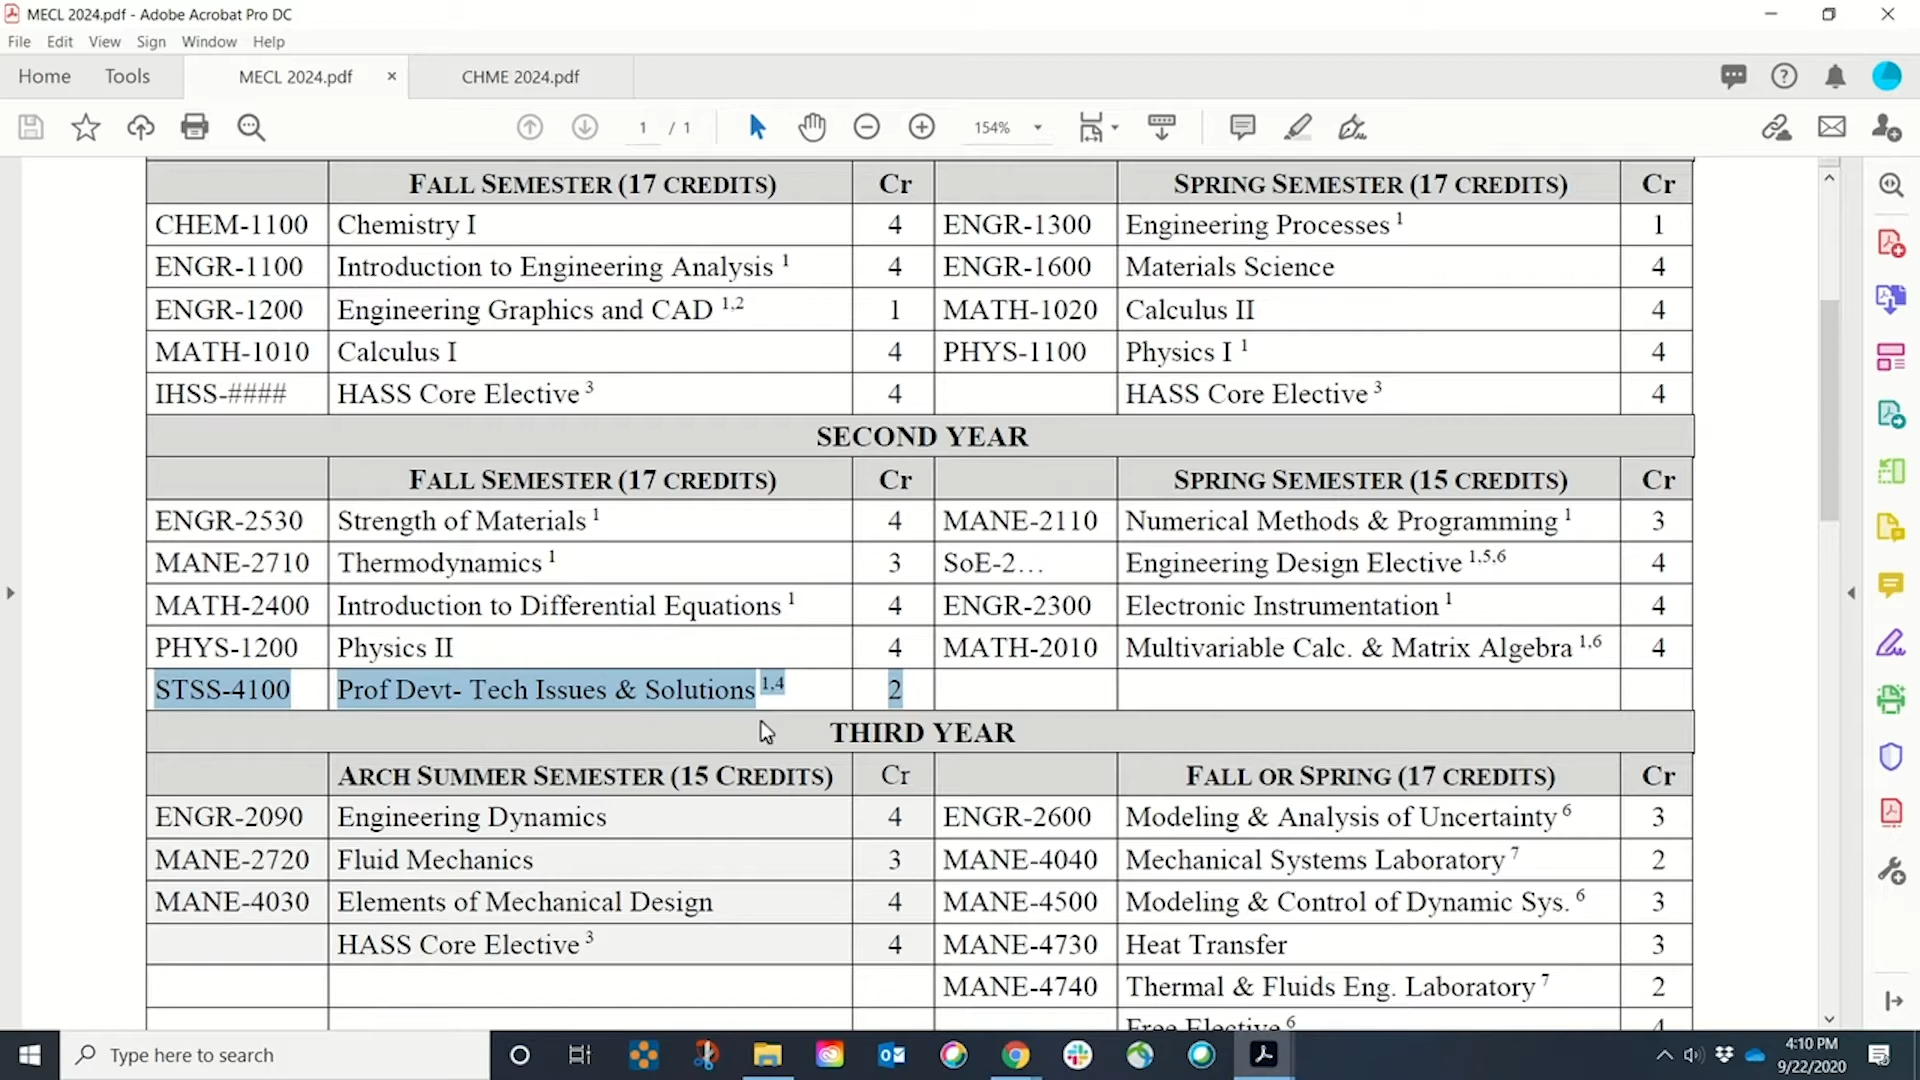 MECL 2024.pdf - Adobe Acrobat Pro DC
File Edit View Sign Window Help
Home Tools MECL 2024.pdf × CHME 2024.pdf
1 / 1 154%
FALL SEMESTER (17 CREDITS) Cr SPRING SEMESTER (17 CREDITS) Cr
CHEM-1100 Chemistry I 4 ENGR-1300 Engineering Processes 1 1
ENGR-1100 Introduction to Engineering Analysis 1 4 ENGR-1600 Materials Science 4
ENGR-1200 Engineering Graphics and CAD 1,2 1 MATH-1020 Calculus II 4
MATH-1010 Calculus I 4 PHYS-1100 Physics I 1 4
IHSS-#### HASS Core Elective 3 4 HASS Core Elective 3 4
SECOND YEAR
FALL SEMESTER (17 CREDITS) Cr SPRING SEMESTER (15 CREDITS) Cr
ENGR-2530 Strength of Materials 1 4 MANE-2110 Numerical Methods & Programming 1 3
MANE-2710 Thermodynamics 1 3 SoE-2... Engineering Design Elective 1,5,6 4
MATH-2400 Introduction to Differential Equations 1 4 ENGR-2300 Electronic Instrumentation 1 4
PHYS-1200 Physics II 4 MATH-2010 Multivariable Calc. & Matrix Algebra 1,6 4
STSS-4100 Prof Devt- Tech Issues & Solutions 1,4 2
THIRD YEAR
ARCH SUMMER SEMESTER (15 CREDITS) Cr FALL OR SPRING (17 CREDITS) Cr
ENGR-2090 Engineering Dynamics 4 ENGR-2600 Modeling & Analysis of Uncertainty 6 3
MANE-2720 Fluid Mechanics 3 MANE-4040 Mechanical Systems Laboratory 7 2
MANE-4030 Elements of Mechanical Design 4 MANE-4500 Modeling & Control of Dynamic Sys. 6 3
HASS Core Elective 3 4 MANE-4730 Heat Transfer 3
MANE-4740 Thermal & Fluids Eng. Laboratory 7 2
Free Elective 6 4
Type here to search 4:10 PM
9/22/2020